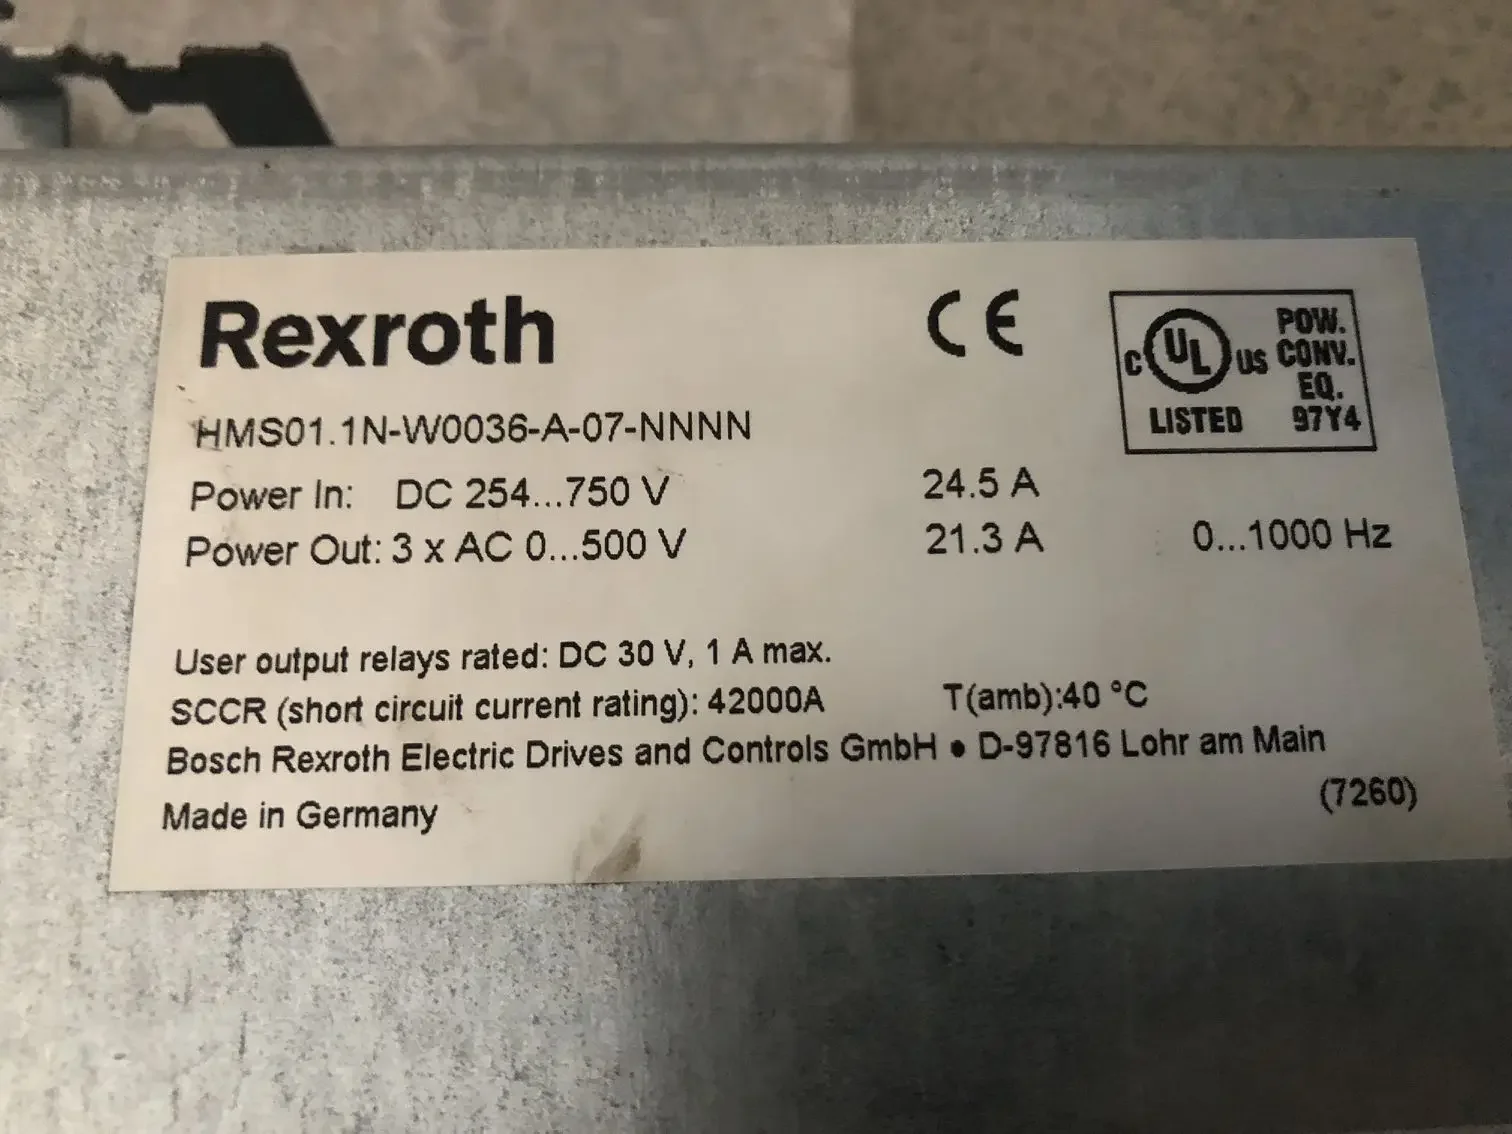 Rexroth
CE
C UL US
POW.
CONV.
EQ.
LISTED 97Y4
HMS01.1N-W0036-A-07-NNNN
Power In: DC 254...750 V 24.5 A
Power Out: 3 x AC 0...500 V 21.3 A 0...1000 Hz
User output relays rated: DC 30 V, 1 A max.
SCCR (short circuit current rating): 42000A T(amb):40 °C
Bosch Rexroth Electric Drives and Controls GmbH • D-97816 Lohr am Main
(7260)
Made in Germany